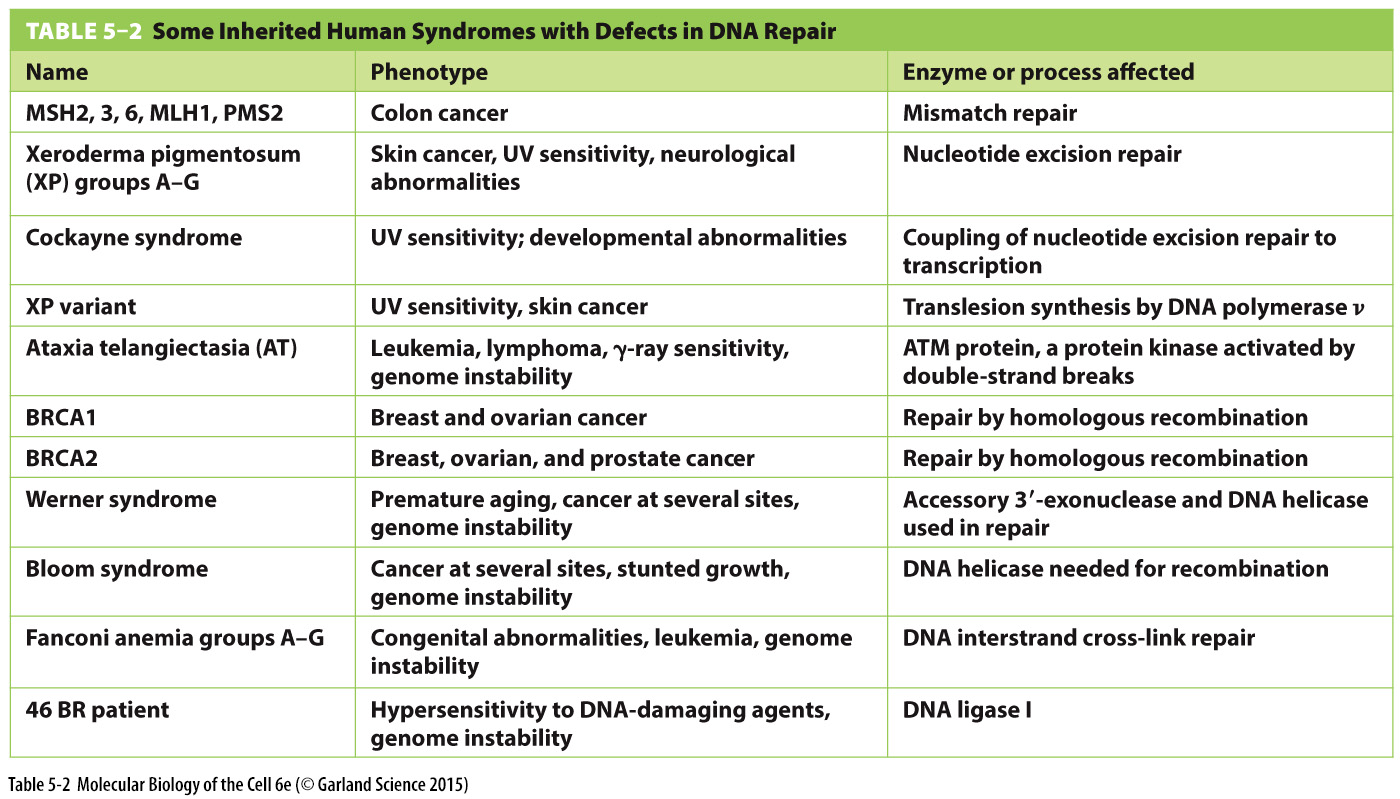 TABLE 5–2 Some Inherited Human Syndromes with Defects in DNA Repair
Name
Phenotype
Enzyme or process affected
MSH2, 3, 6, MLH1, PMS2
Colon cancer
Mismatch repair
Xeroderma pigmentosum
(XP) groups A–G
Skin cancer, UV sensitivity, neurological
abnormalities
Nucleotide excision repair
Cockayne syndrome
UV sensitivity; developmental abnormalities
Coupling of nucleotide excision repair to
transcription
XP variant
UV sensitivity, skin cancer
Translesion synthesis by DNA polymerase ν
Ataxia telangiectasia (AT)
Leukemia, lymphoma, γ-ray sensitivity,
genome instability
ATM protein, a protein kinase activated by
double-strand breaks
BRCA1
Breast and ovarian cancer
Repair by homologous recombination
BRCA2
Breast, ovarian, and prostate cancer
Repair by homologous recombination
Werner syndrome
Premature aging, cancer at several sites,
genome instability
Accessory 3′-exonuclease and DNA helicase
used in repair
Bloom syndrome
Cancer at several sites, stunted growth,
genome instability
DNA helicase needed for recombination
Fanconi anemia groups A–G
Congenital abnormalities, leukemia, genome
instability
DNA interstrand cross-link repair
46 BR patient
Hypersensitivity to DNA-damaging agents,
genome instability
DNA ligase I
Table 5-2 Molecular Biology of the Cell 6e (© Garland Science 2015)